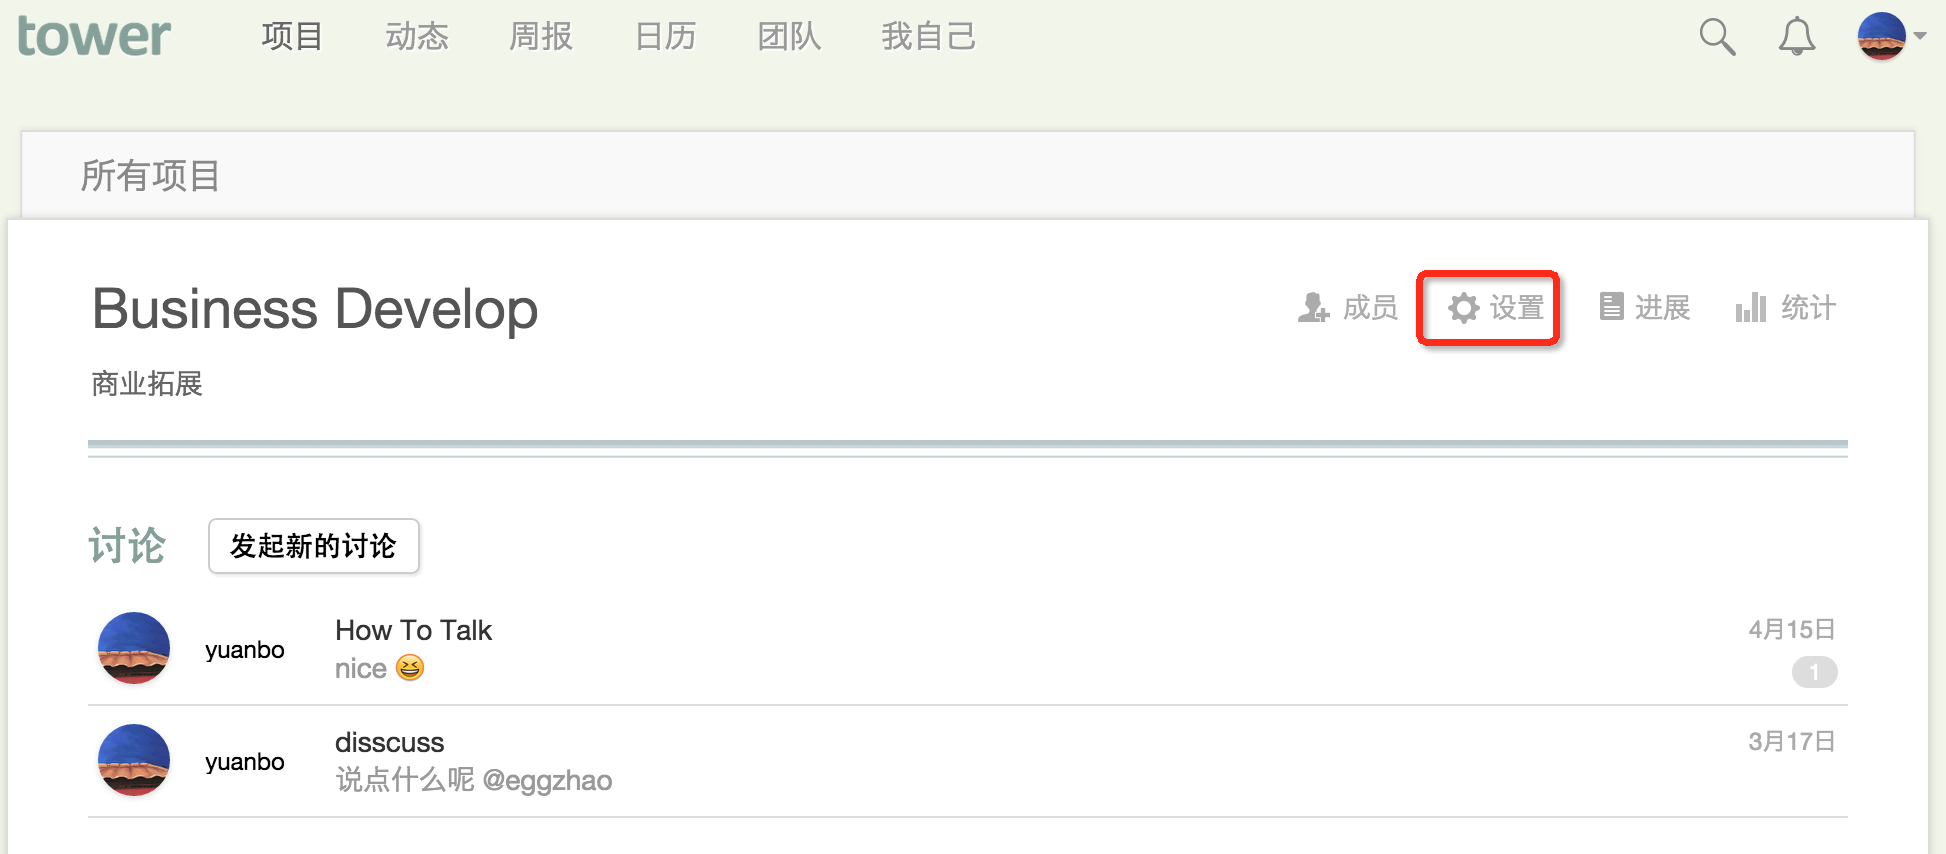 tower 项目 动态 周报 日历 团队 我自己
所有项目
Business Develop 成员 设置 进展 统计
商业拓展
讨论 发起新的讨论
yuanbo How To Talk 4月15日
nice 😆 1
yuanbo disscuss 3月17日
说点什么呢 @eggzhao